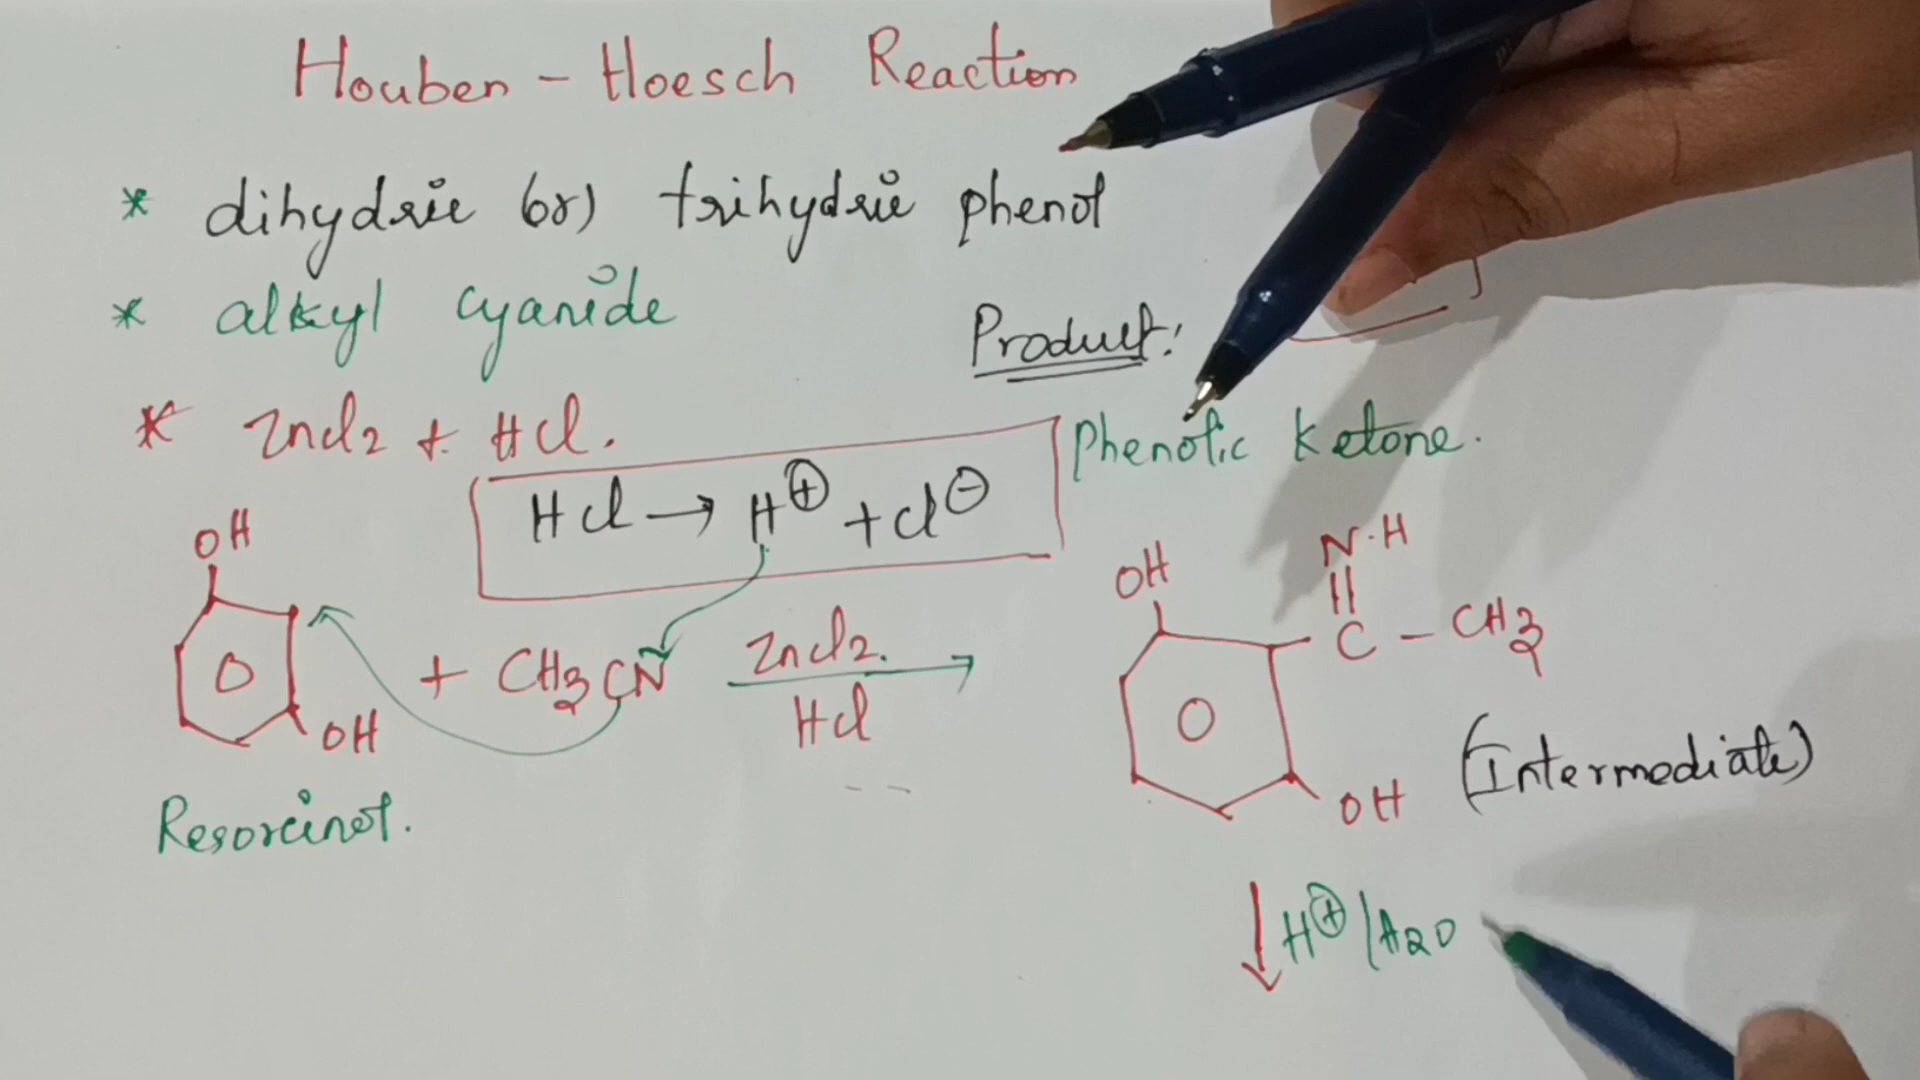 Houben - Hoesch Reaction
* dihydric (or) trihydric phenol
* alkyl cyanide
Product:
* ZnCl2 + HCl.
Phenolic Ketone.
HCl → H⊕ + Cl⊖
OH
OH
+ CH3CN
ZnCl2.
HCl
Resorcinol.
OH
N-H
C - CH3
OH
(Intermediate)
↓ H⊕/H2O